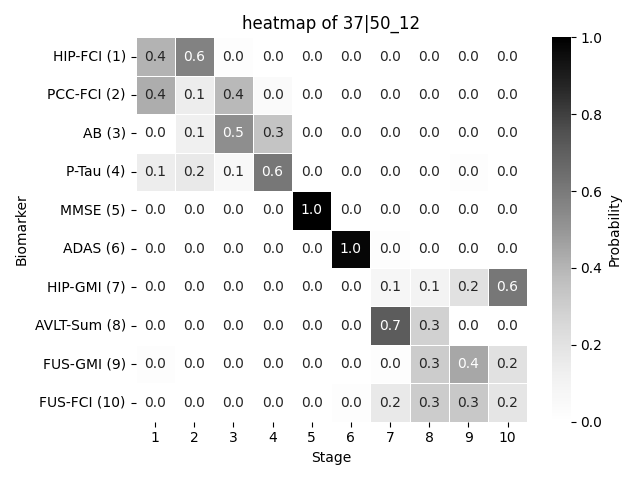 heatmap of 37|50_12
HIP-FCI (1) 0.4 0.6 0.0 0.0 0.0 0.0 0.0 0.0 0.0 0.0
PCC-FCI (2) 0.4 0.1 0.4 0.0 0.0 0.0 0.0 0.0 0.0 0.0
AB (3) 0.0 0.1 0.5 0.3 0.0 0.0 0.0 0.0 0.0 0.0
P-Tau (4) 0.1 0.2 0.1 0.6 0.0 0.0 0.0 0.0 0.0 0.0
MMSE (5) 0.0 0.0 0.0 0.0 1.0 0.0 0.0 0.0 0.0 0.0
ADAS (6) 0.0 0.0 0.0 0.0 0.0 1.0 0.0 0.0 0.0 0.0
HIP-GMI (7) 0.0 0.0 0.0 0.0 0.0 0.0 0.1 0.1 0.2 0.6
AVLT-Sum (8) 0.0 0.0 0.0 0.0 0.0 0.0 0.7 0.3 0.0 0.0
FUS-GMI (9) 0.0 0.0 0.0 0.0 0.0 0.0 0.0 0.3 0.4 0.2
FUS-FCI (10) 0.0 0.0 0.0 0.0 0.0 0.0 0.2 0.3 0.3 0.2
1 2 3 4 5 6 7 8 9 10
Stage
Biomarker
1.0
0.8
0.6
0.4
0.2
0.0
Probability